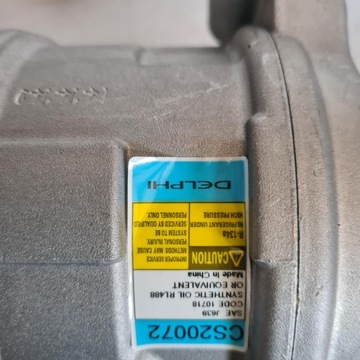 CS20072
SAE J639
CODE 10718
SYNTHETIC OIL RL488
OR EQUIVALENT
Made in China
CAUTION
IMPROPER SERVICE
METHODS MAY CAUSE
PERSONAL INJURY.
SYSTEM TO BE
SERVICED BY QUALIFIED
PERSONNEL ONLY.
R-134a
REFRIGERANT UNDER
HIGH PRESSURE
DELPHI